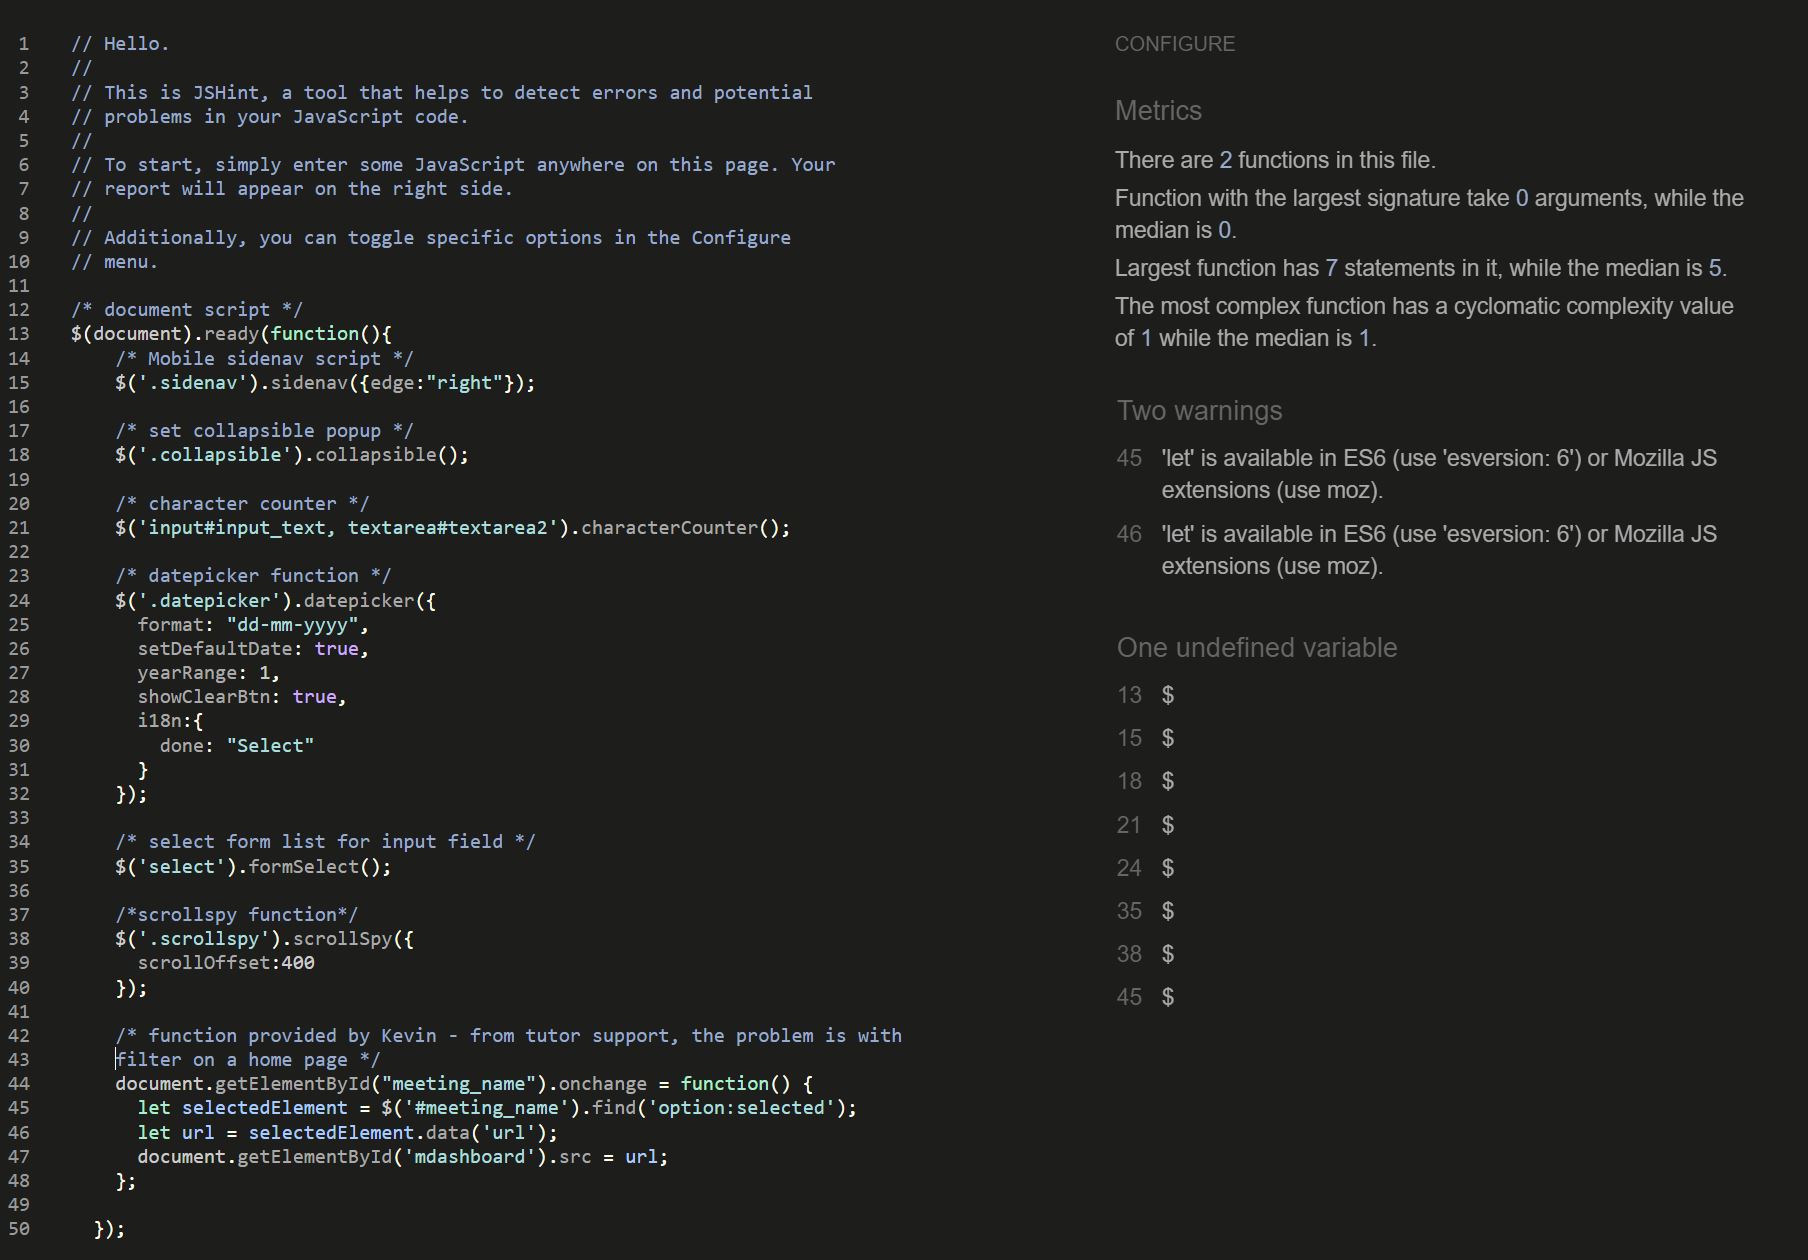 1 // Hello.
2 //
3 // This is JSHint, a tool that helps to detect errors and potential
4 // problems in your JavaScript code.
5 //
6 // To start, simply enter some JavaScript anywhere on this page. Your
7 // report will appear on the right side.
8 //
9 // Additionally, you can toggle specific options in the Configure
10 // menu.
11
12 /* document script */
13 $(document).ready(function(){
14 /* Mobile sidenav script */
15 $('.sidenav').sidenav({edge:"right"});
16
17 /* set collapsible popup */
18 $('.collapsible').collapsible();
19
20 /* character counter */
21 $('input#input_text, textarea#textarea2').characterCounter();
22
23 /* datepicker function */
24 $('.datepicker').datepicker({
25 format: "dd-mm-yyyy",
26 setDefaultDate: true,
27 yearRange: 1,
28 showClearBtn: true,
29 i18n:{
30 done: "Select"
31 }
32 });
33
34 /* select form list for input field */
35 $('select').formSelect();
36
37 /*scrollspy function*/
38 $('.scrollspy').scrollSpy({
39 scrollOffset:400
40 });
41
42 /* function provided by Kevin - from tutor support, the problem is with
43 filter on a home page */
44 document.getElementById("meeting_name").onchange = function() {
45 let selectedElement = $('#meeting_name').find('option:selected');
46 let url = selectedElement.data('url');
47 document.getElementById('mdashboard').src = url;
48 };
49
50 });
CONFIGURE
Metrics
There are 2 functions in this file.
Function with the largest signature take 0 arguments, while the
median is 0.
Largest function has 7 statements in it, while the median is 5.
The most complex function has a cyclomatic complexity value
of 1 while the median is 1.
Two warnings
45 'let' is available in ES6 (use 'esversion: 6') or Mozilla JS
extensions (use moz).
46 'let' is available in ES6 (use 'esversion: 6') or Mozilla JS
extensions (use moz).
One undefined variable
13 $
15 $
18 $
21 $
24 $
35 $
38 $
45 $